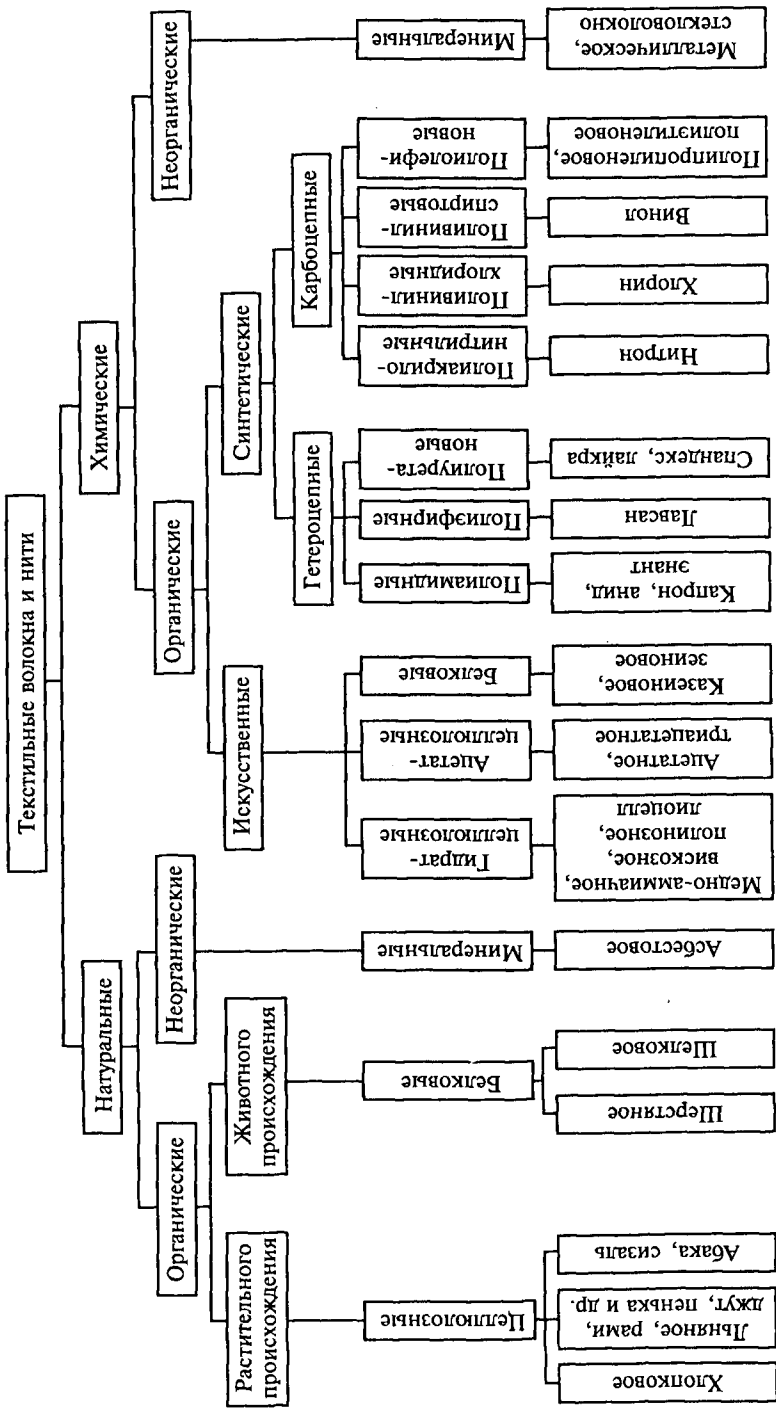 Текстильные волокна и нити
Натуральные
Химические
Органические
Неорганические
Органические
Неорганические
Растительного
происхождения
Животного
происхождения
Искусственные
Синтетические
Гетероцепные
Карбоцепные
Целлюлозные
Белковые
Минеральные
Гидрат-
целлюлозные
Ацетат-
целлюлозные
Белковые
Полиамидные
Полиэфирные
Полиурета-
новые
Полиакрило-
нитрильные
Поливинил-
хлоридные
Поливинил-
спиртовые
Полиолефи-
новые
Минеральные
Хлопковое
Льняное, рами,
джут, пенька и др.
Абака, сизаль
Шерстяное
Шелковое
Асбестовое
Медно-аммиачное,
вискозное,
полинозное,
лиоцелл
Ацетатное,
триацетатное
Казеиновое,
зеиновое
Капрон, анид,
энант
Лавсан
Спандекс, лайкра
Нитрон
Хлорин
Винол
Полипропиленовое,
полиэтиленовое
Металлическое,
стекловолокно